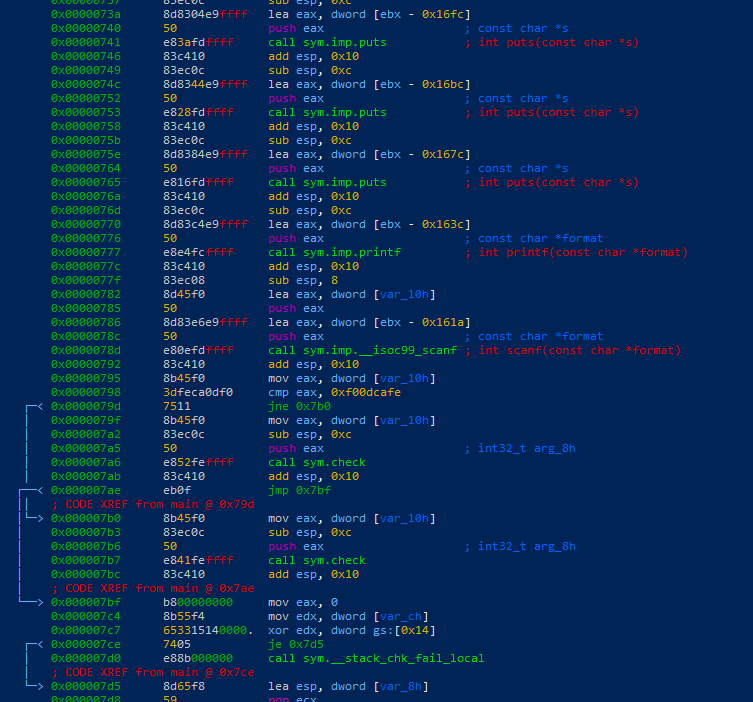 0x00000737 83ec0c sub esp, 0xc
0x0000073a 8d8304e9ffff lea eax, dword [ebx - 0x16fc]
0x00000740 50 push eax ; const char *s
0x00000741 e83afdffff call sym.imp.puts ; int puts(const char *s)
0x00000746 83c410 add esp, 0x10
0x00000749 83ec0c sub esp, 0xc
0x0000074c 8d8344e9ffff lea eax, dword [ebx - 0x16bc]
0x00000752 50 push eax ; const char *s
0x00000753 e828fdffff call sym.imp.puts ; int puts(const char *s)
0x00000758 83c410 add esp, 0x10
0x0000075b 83ec0c sub esp, 0xc
0x0000075e 8d8384e9ffff lea eax, dword [ebx - 0x167c]
0x00000764 50 push eax ; const char *s
0x00000765 e816fdffff call sym.imp.puts ; int puts(const char *s)
0x0000076a 83c410 add esp, 0x10
0x0000076d 83ec0c sub esp, 0xc
0x00000770 8d83c4e9ffff lea eax, dword [ebx - 0x163c]
0x00000776 50 push eax ; const char *format
0x00000777 e8e4fcffff call sym.imp.printf ; int printf(const char *format)
0x0000077c 83c410 add esp, 0x10
0x0000077f 83ec08 sub esp, 8
0x00000782 8d45f0 lea eax, dword [var_10h]
0x00000785 50 push eax
0x00000786 8d83e6e9ffff lea eax, dword [ebx - 0x161a]
0x0000078c 50 push eax ; const char *format
0x0000078d e80efdffff call sym.imp.__isoc99_scanf ; int scanf(const char *format)
0x00000792 83c410 add esp, 0x10
0x00000795 8b45f0 mov eax, dword [var_10h]
0x00000798 3dfeca0df0 cmp eax, 0xf00dcafe
0x0000079d 7511 jne 0x7b0
0x0000079f 8b45f0 mov eax, dword [var_10h]
0x000007a2 83ec0c sub esp, 0xc
0x000007a5 50 push eax ; int32_t arg_8h
0x000007a6 e852feffff call sym.check
0x000007ab 83c410 add esp, 0x10
0x000007ae eb0f jmp 0x7bf
; CODE XREF from main @ 0x79d
0x000007b0 8b45f0 mov eax, dword [var_10h]
0x000007b3 83ec0c sub esp, 0xc
0x000007b6 50 push eax ; int32_t arg_8h
0x000007b7 e841feffff call sym.check
0x000007bc 83c410 add esp, 0x10
; CODE XREF from main @ 0x7ae
0x000007bf b800000000 mov eax, 0
0x000007c4 8b55f4 mov edx, dword [var_ch]
0x000007c7 653315140000. xor edx, dword gs:[0x14]
0x000007ce 7405 je 0x7d5
0x000007d0 e88b000000 call sym.__stack_chk_fail_local
; CODE XREF from main @ 0x7ce
0x000007d5 8d65f8 lea esp, dword [var_8h]
0x000007d8 59 pop ecx